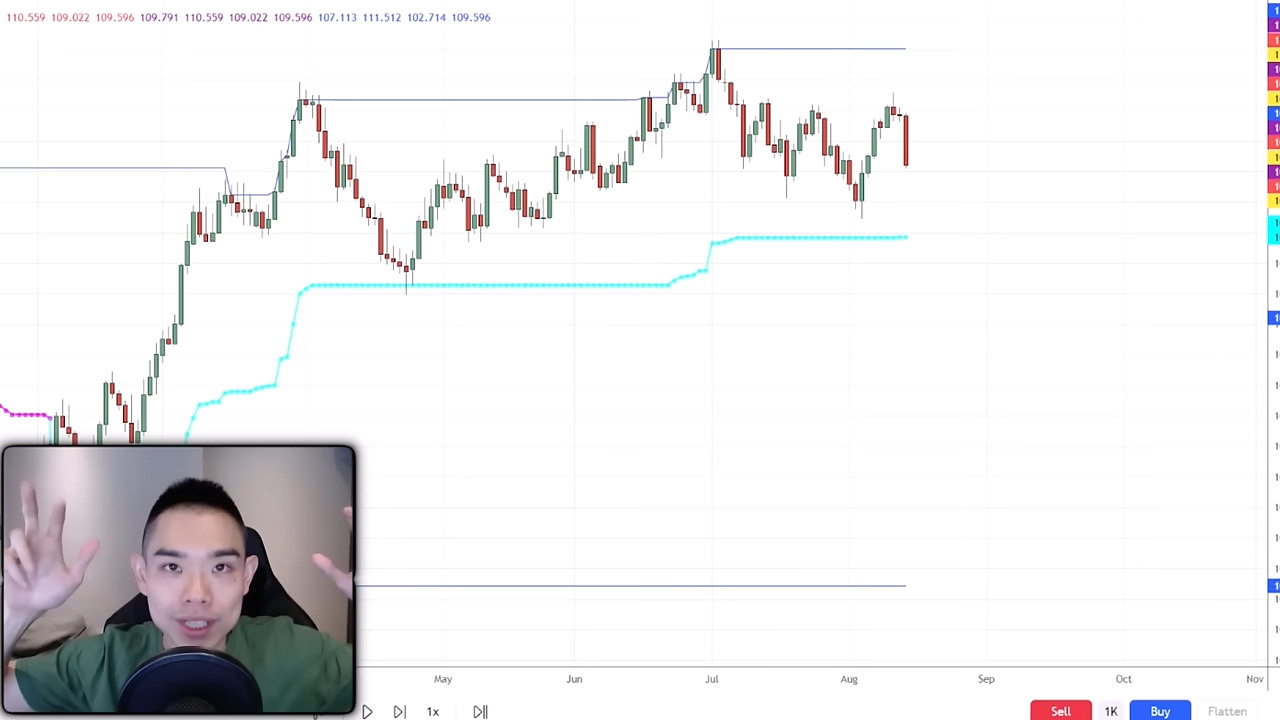 110.559 109.022 109.596 109.791 110.559 109.022 109.596 107.113 111.512 102.714 109.596
May Jun Jul Aug Sep Oct Nov
1x Sell 1K Buy Flatten